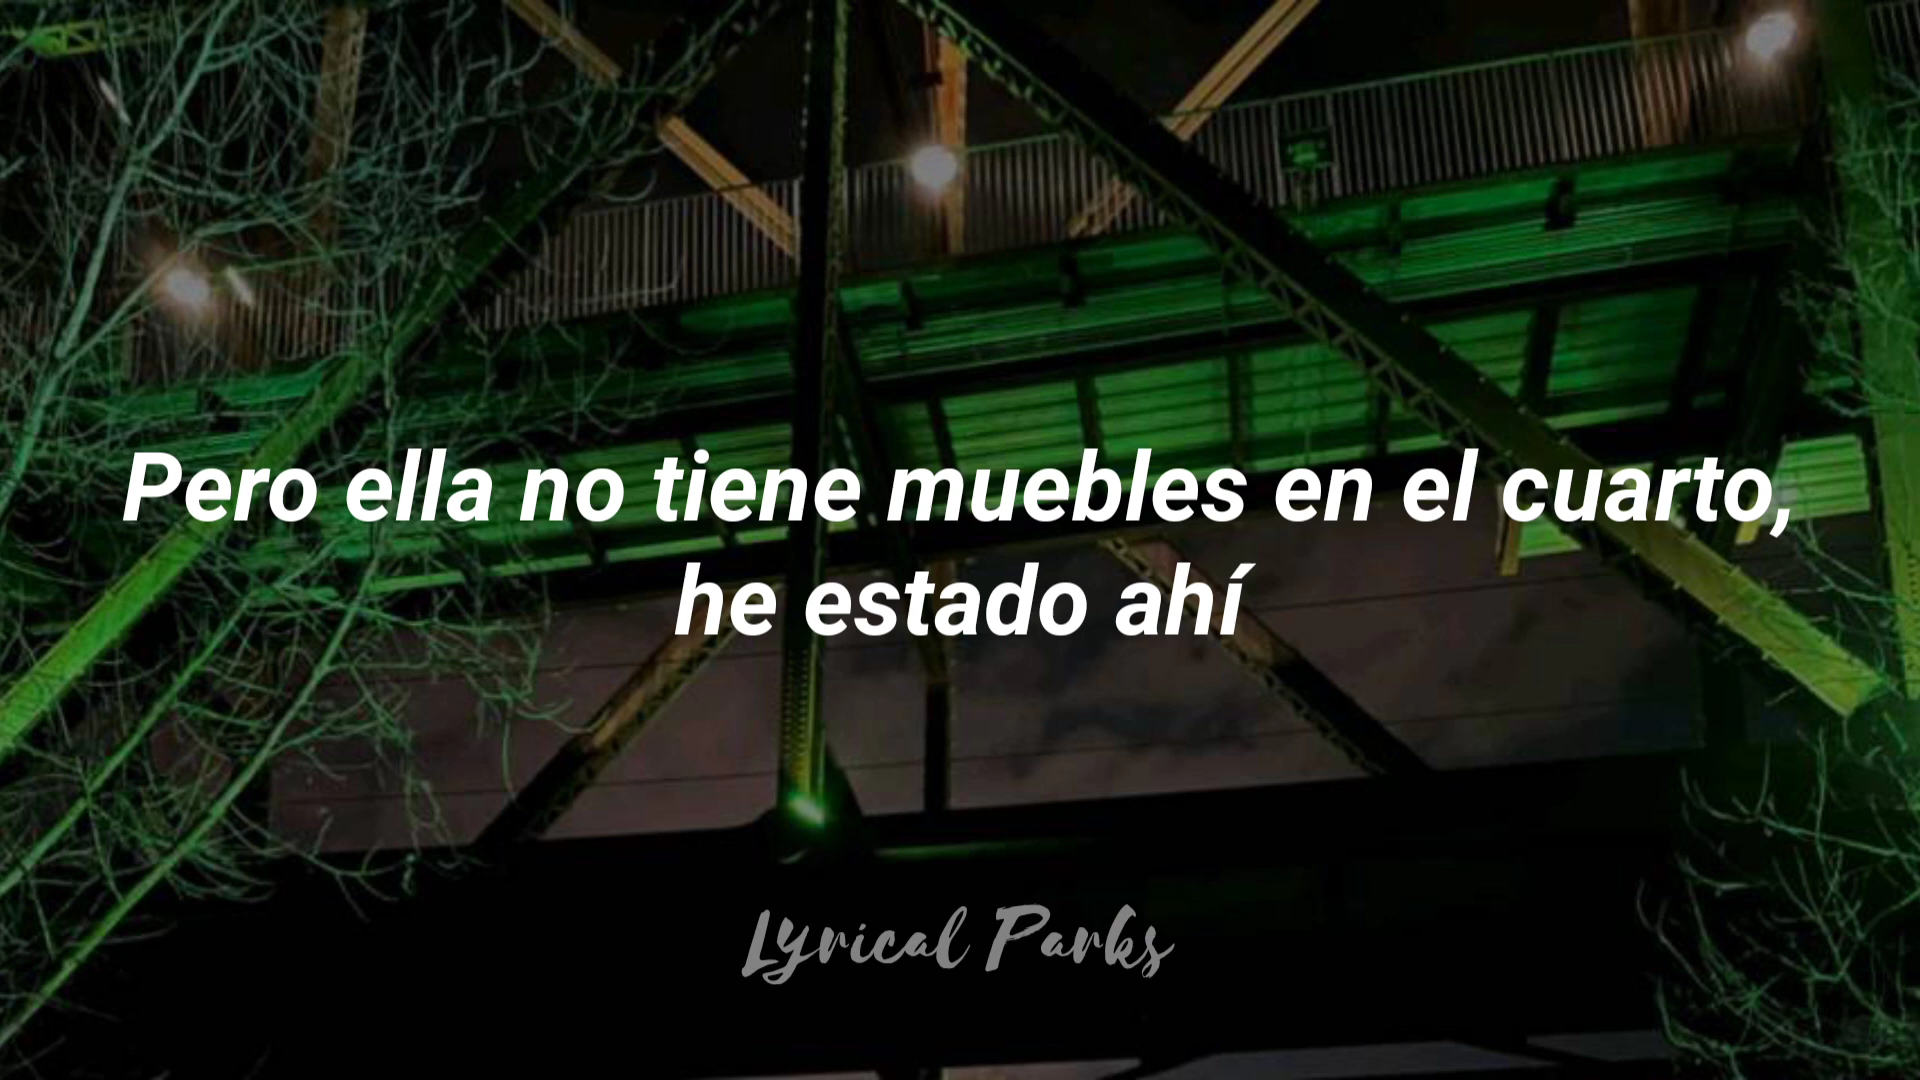 Pero ella no tiene muebles en el cuarto,
he estado ahí
Lyrical Parks